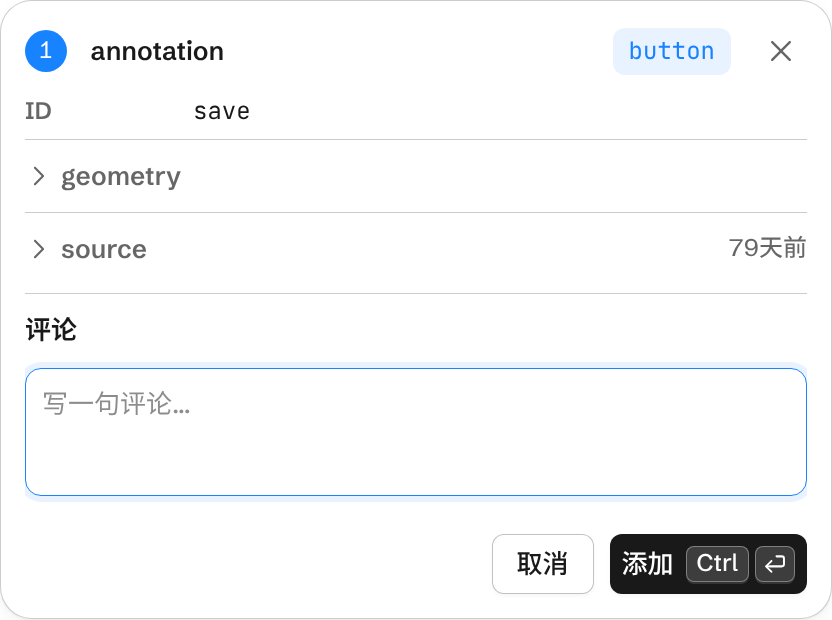 1 annotation button
ID save
geometry
source 79天前
评论
写一句评论...
取消 添加 Ctrl